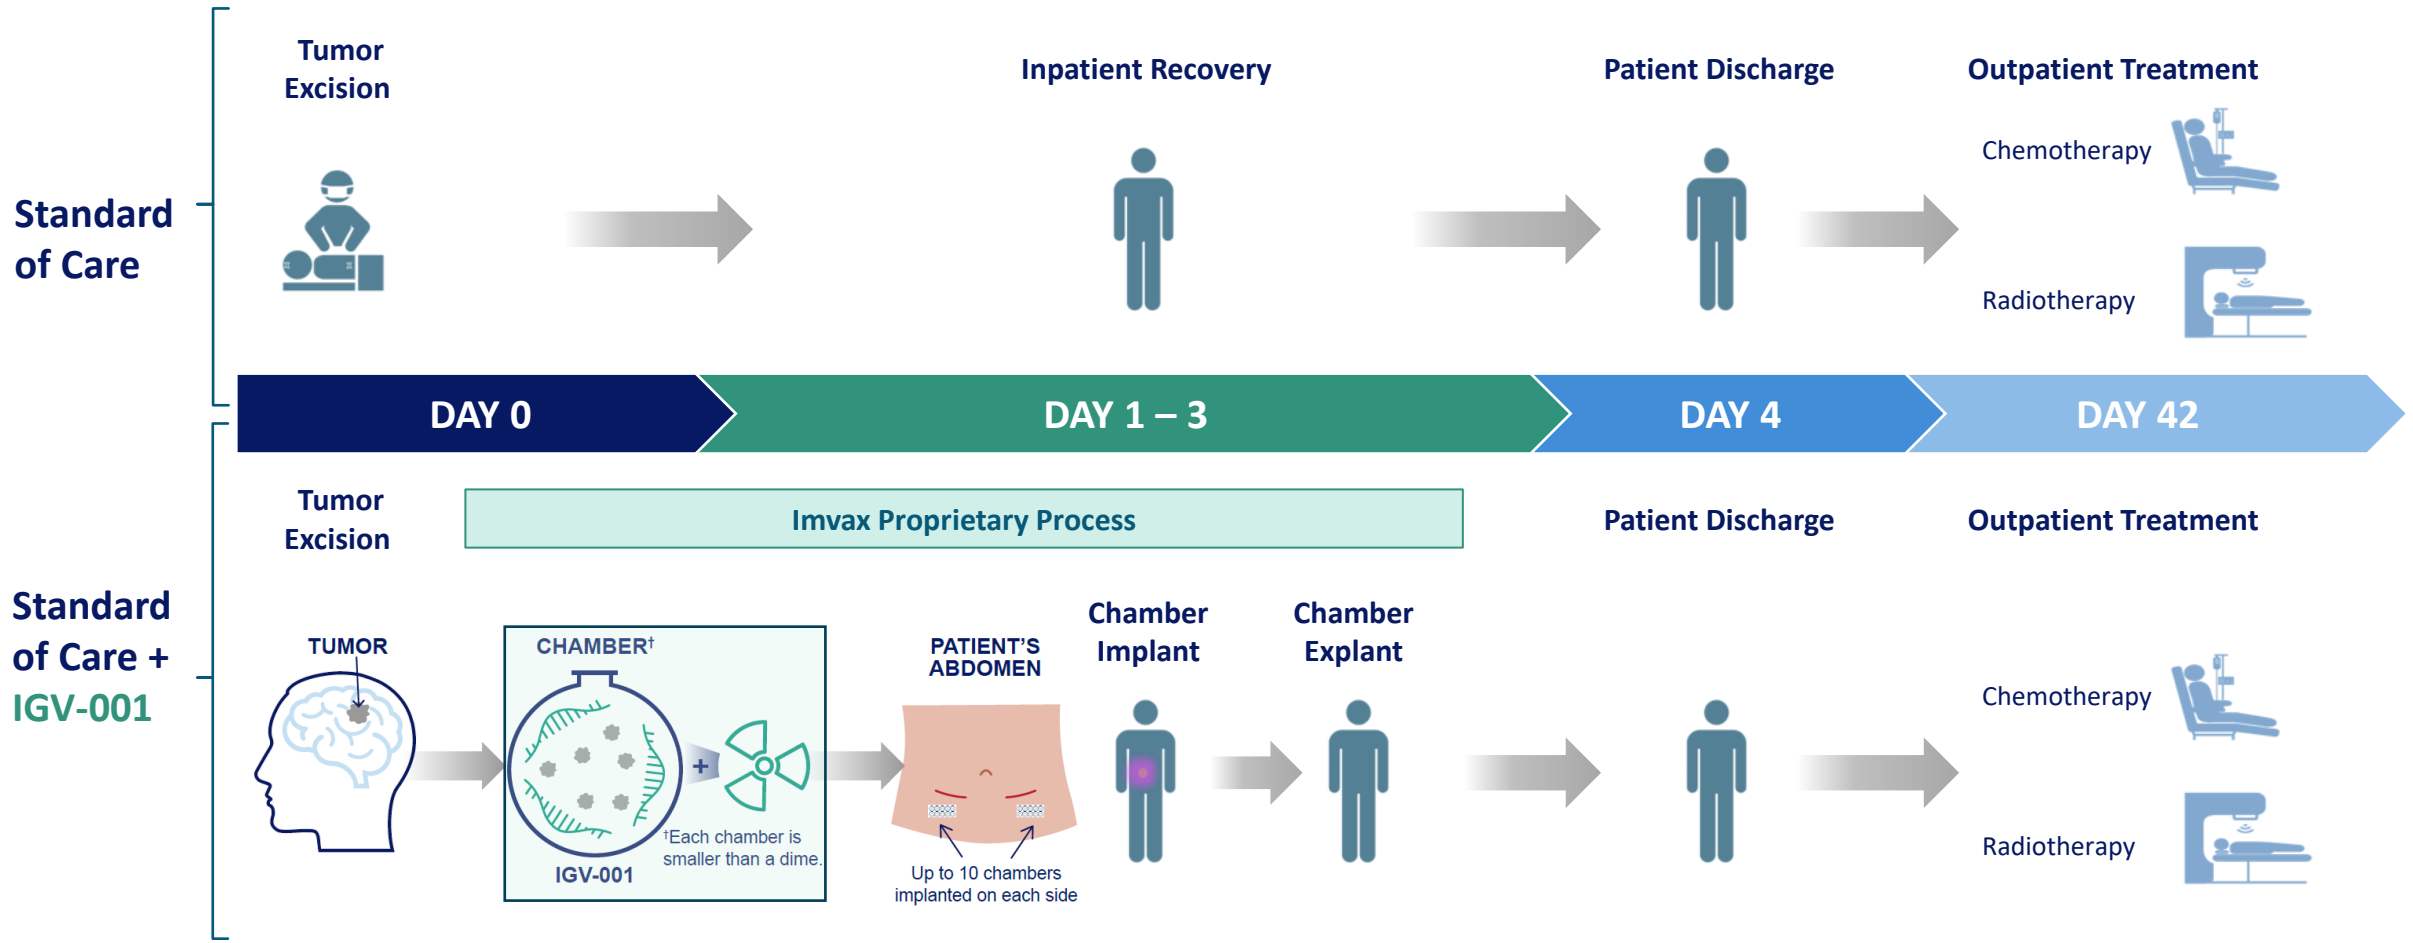 Tumor
Excision
Inpatient Recovery
Patient Discharge
Outpatient Treatment
Chemotherapy
Radiotherapy
Standard
of Care
DAY 0
DAY 1 – 3
DAY 4
DAY 42
Tumor
Excision
Imvax Proprietary Process
Patient Discharge
Outpatient Treatment
Standard
of Care +
IGV-001
TUMOR
CHAMBER†
+
†Each chamber is
smaller than a dime.
IGV-001
PATIENT'S
ABDOMEN
Up to 10 chambers
implanted on each side
Chamber
Implant
Chamber
Explant
Chemotherapy
Radiotherapy